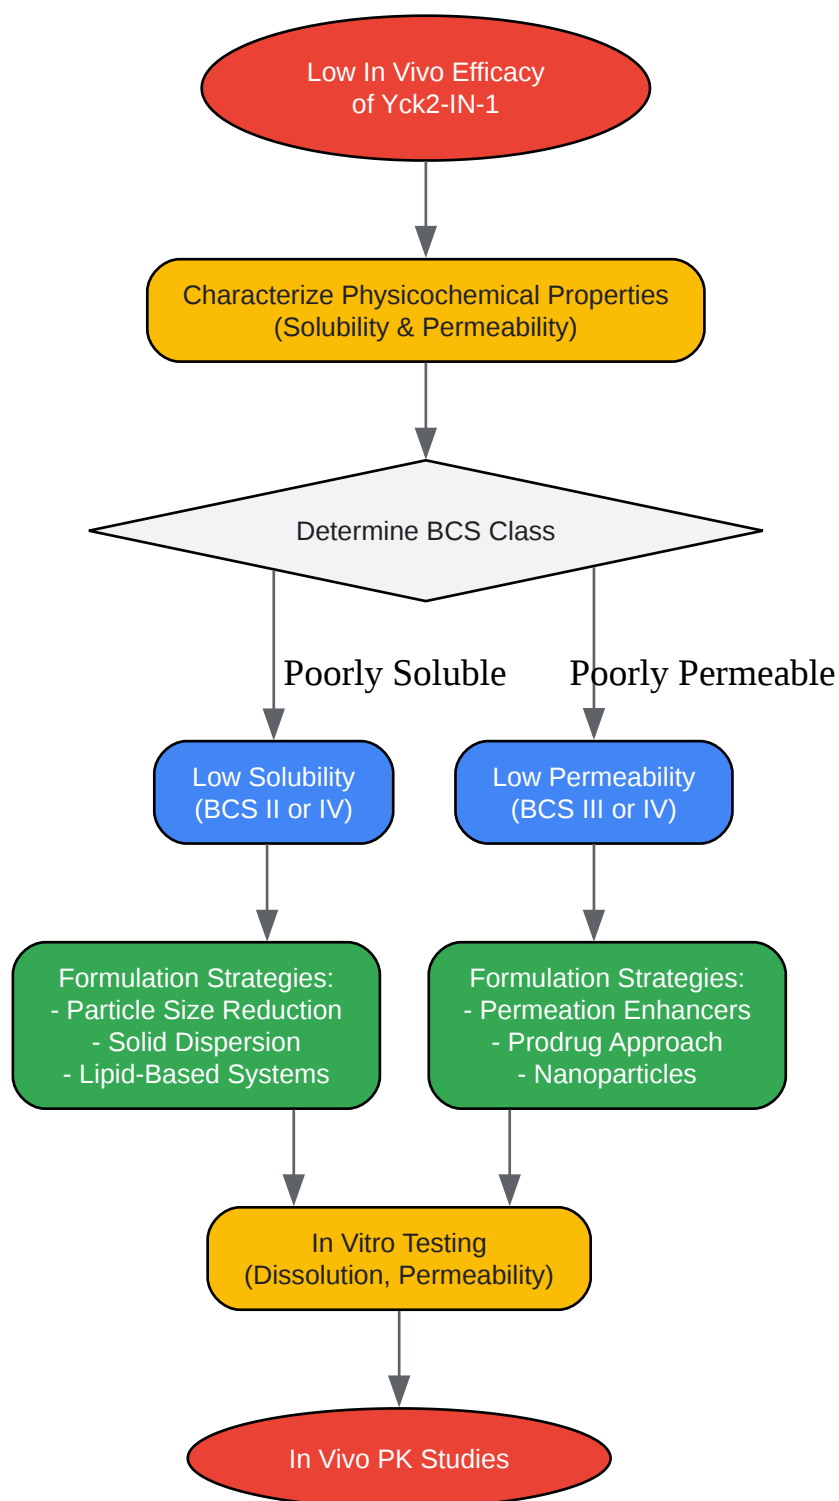 Low In Vivo Efficacy
of Yck2-IN-1
Characterize Physicochemical Properties
(Solubility & Permeability)
Determine BCS Class
Poorly Soluble
Poorly Permeable
Low Solubility
(BCS II or IV)
Low Permeability
(BCS III or IV)
Formulation Strategies:
- Particle Size Reduction
- Solid Dispersion
- Lipid-Based Systems
Formulation Strategies:
- Permeation Enhancers
- Prodrug Approach
- Nanoparticles
In Vitro Testing
(Dissolution, Permeability)
In Vivo PK Studies